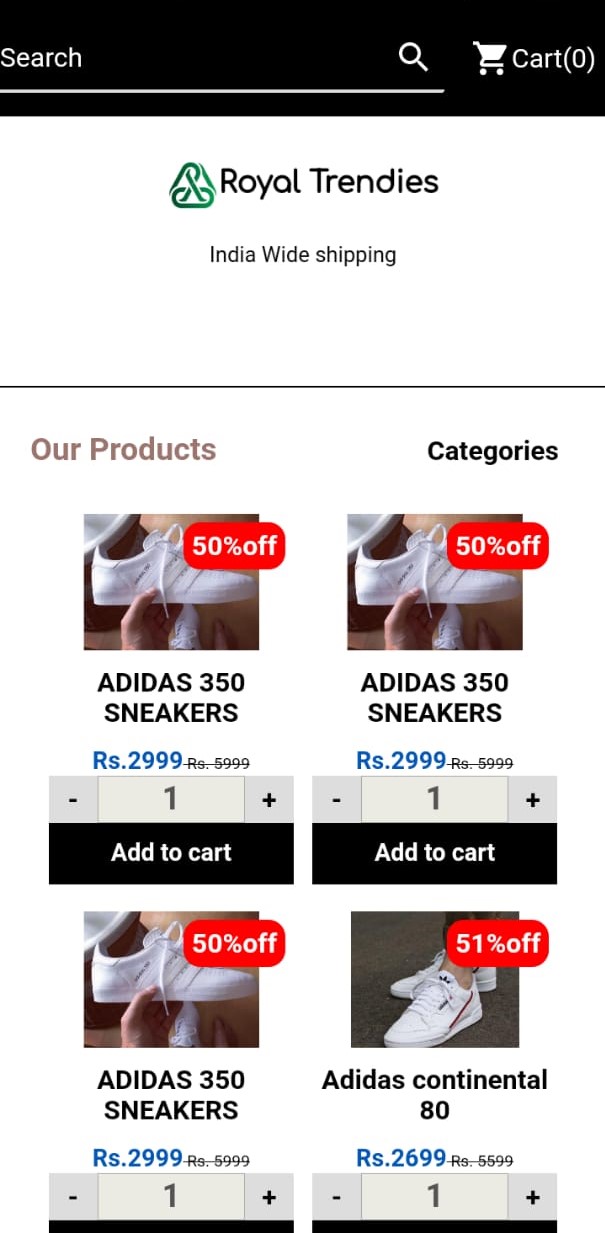 Search
Cart(0)
Royal Trendies
India Wide shipping
Our Products
Categories
50%off
50%off
ADIDAS 350
SNEAKERS
ADIDAS 350
SNEAKERS
Rs.2999 Rs. 5999
Rs.2999 Rs. 5999
- 1 +
- 1 +
Add to cart
Add to cart
50%off
51%off
ADIDAS 350
SNEAKERS
Adidas continental
80
Rs.2999 Rs. 5999
Rs.2699 Rs. 5599
- 1 +
- 1 +